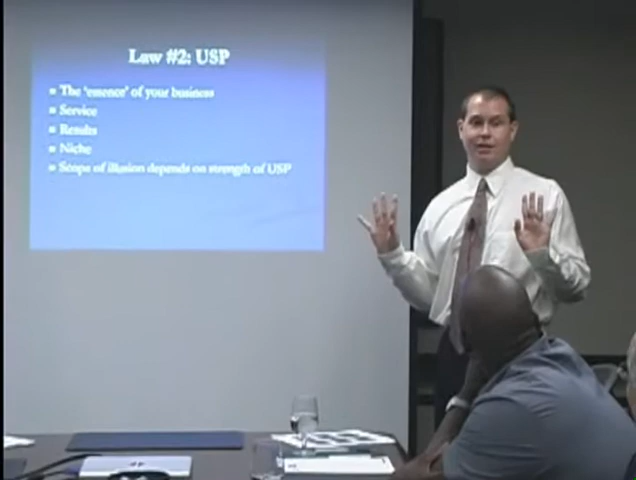 Law #2: USP
The 'essence' of your business
Service
Results
Niche
Scope of illusion depends on strength of USP